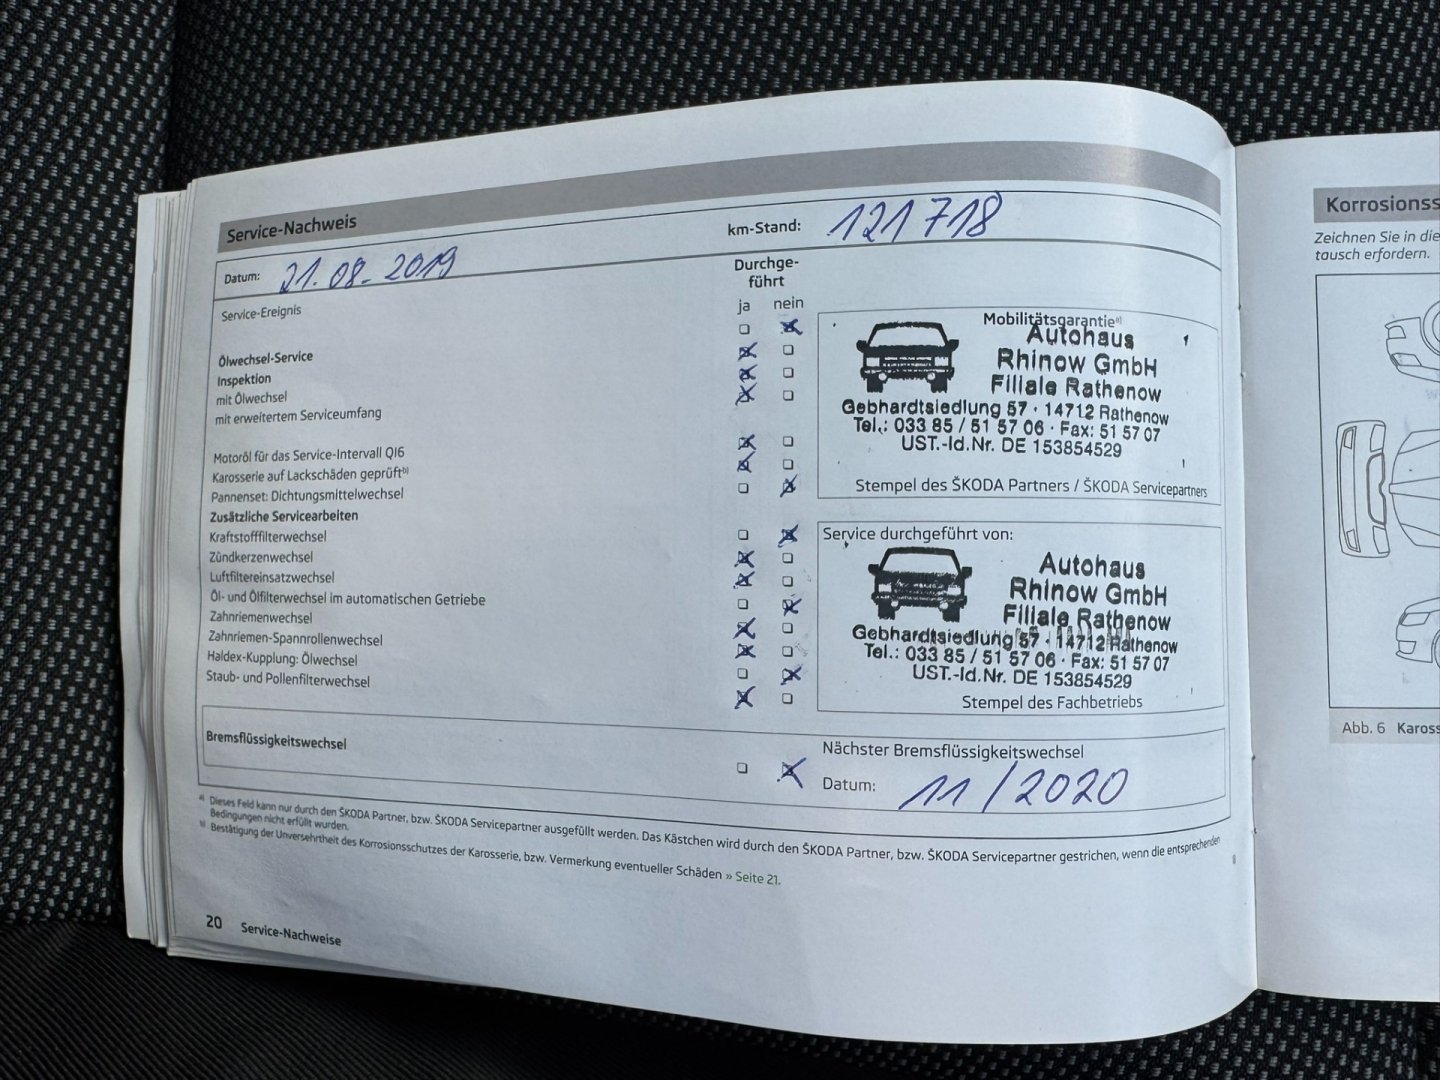 Service-Nachweis
Datum: 21.08.2019
km-Stand: 121 718
Service-Ereignis
Durchge-
führt
ja nein
Ölwechsel-Service
Inspektion
mit Ölwechsel
mit erweitertem Serviceumfang
Motoröl für das Service-Intervall QI6
Karosserie auf Lackschäden geprüft b)
Pannenset: Dichtungsmittelwechsel
Zusätzliche Servicearbeiten
Kraftstofffilterwechsel
Zündkerzenwechsel
Luftfiltereinsatzwechsel
Öl- und Ölfilterwechsel im automatischen Getriebe
Zahnriemenwechsel
Zahnriemen-Spannrollenwechsel
Haldex-Kupplung: Ölwechsel
Staub- und Pollenfilterwechsel
Mobilitätsgarantie a)
Autohaus
Rhinow GmbH
Filiale Rathenow
Gebhardtsiedlung 57 · 14712 Rathenow
Tel.: 033 85 / 51 57 06 · Fax: 51 57 07
UST.-Id.Nr. DE 153854529
Stempel des ŠKODA Partners / ŠKODA Servicepartners
Service durchgeführt von:
Autohaus
Rhinow GmbH
Filiale Rathenow
Gebhardtsiedlung 57 · 14712 Rathenow
Tel.: 033 85 / 51 57 06 · Fax: 51 57 07
UST.-Id.Nr. DE 153854529
Stempel des Fachbetriebs
Bremsflüssigkeitswechsel
Nächster Bremsflüssigkeitswechsel
Datum: 11/2020
a) Dieses Feld kann nur durch den ŠKODA Partner, bzw. ŠKODA Servicepartner ausgefüllt werden. Das Kästchen wird durch den ŠKODA Partner, bzw. ŠKODA Servicepartner gestrichen, wenn die entsprechenden
Bedingungen nicht erfüllt wurden.
b) Bestätigung der Unversehrtheit des Korrosionsschutzes der Karosserie, bzw. Vermerkung eventueller Schäden » Seite 21.
20 Service-Nachweise
Korrosionss
Zeichnen Sie in die
tausch erfordern.
Abb. 6 Kaross